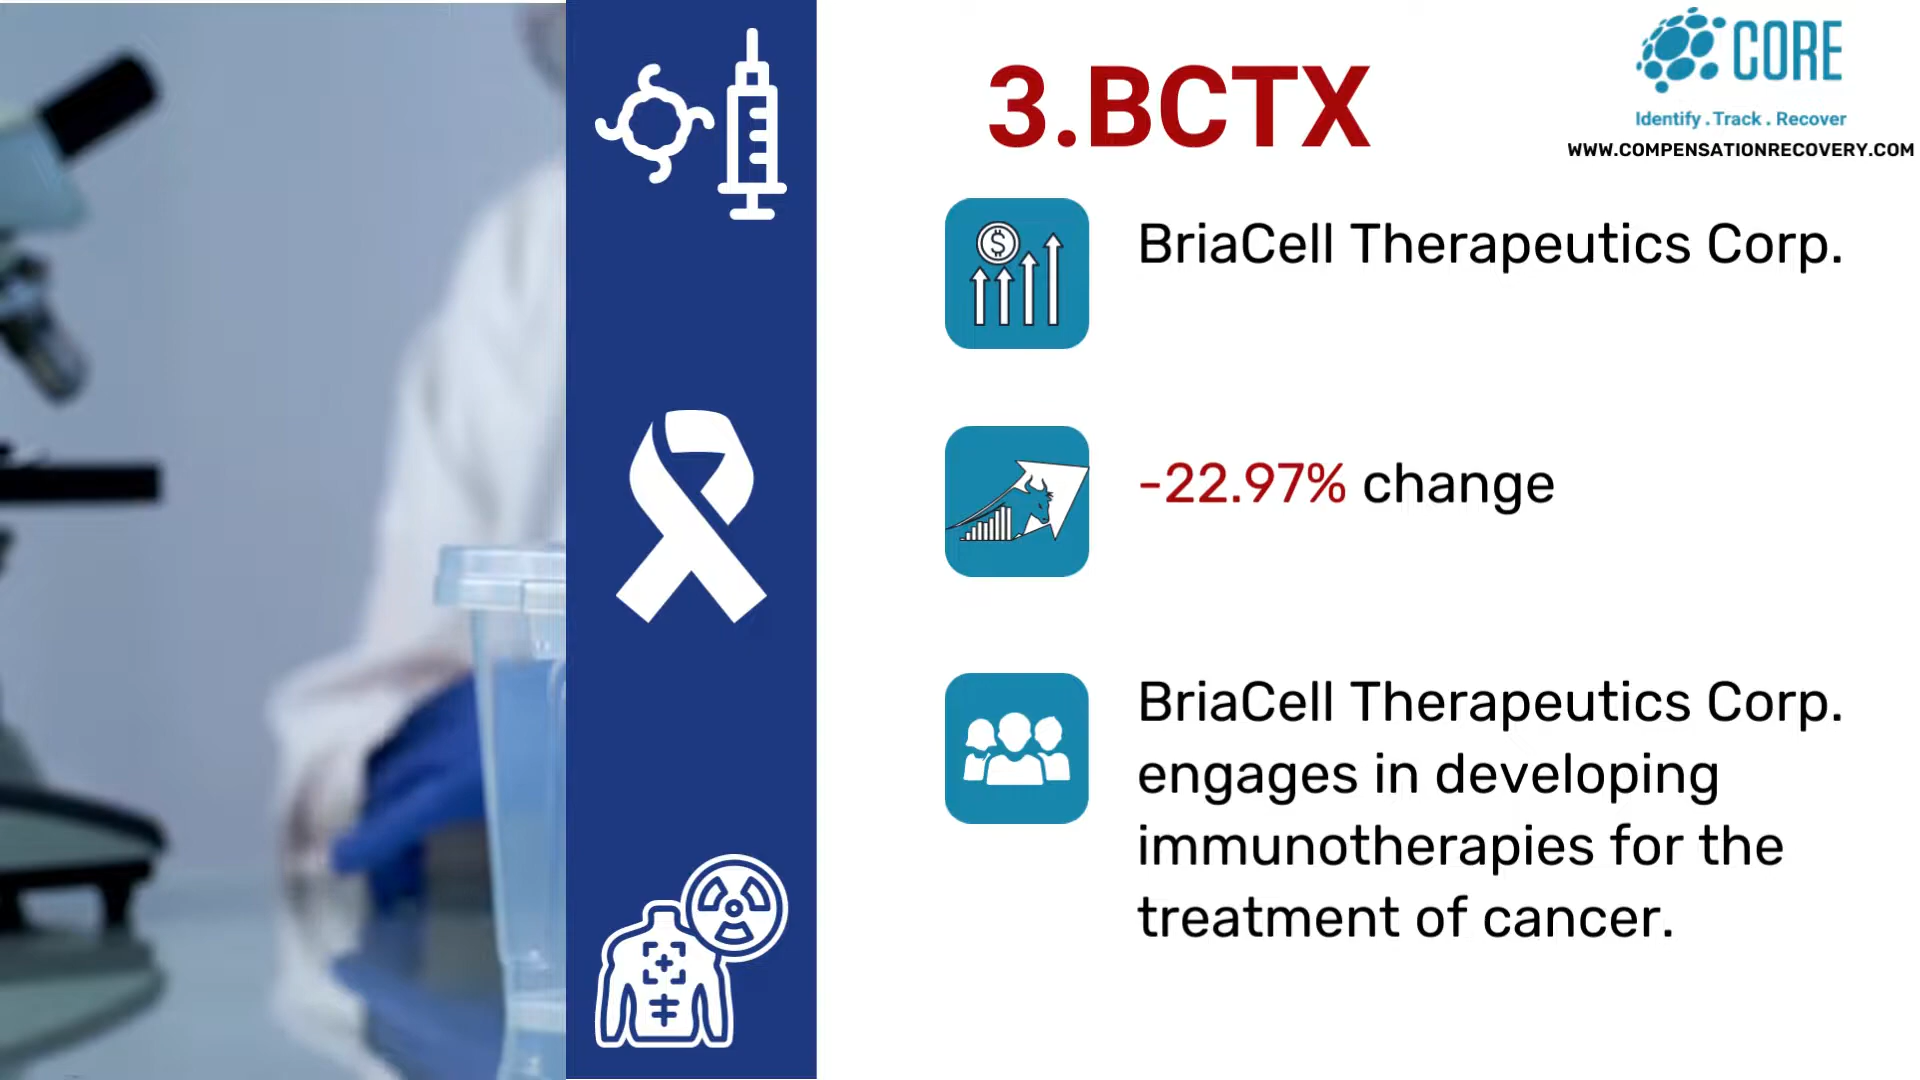 3.BCTX
CORE
Identify . Track . Recover
WWW.COMPENSATIONRECOVERY.COM
$
BriaCell Therapeutics Corp.
-22.97% change
BriaCell Therapeutics Corp.
engages in developing
immunotherapies for the
treatment of cancer.